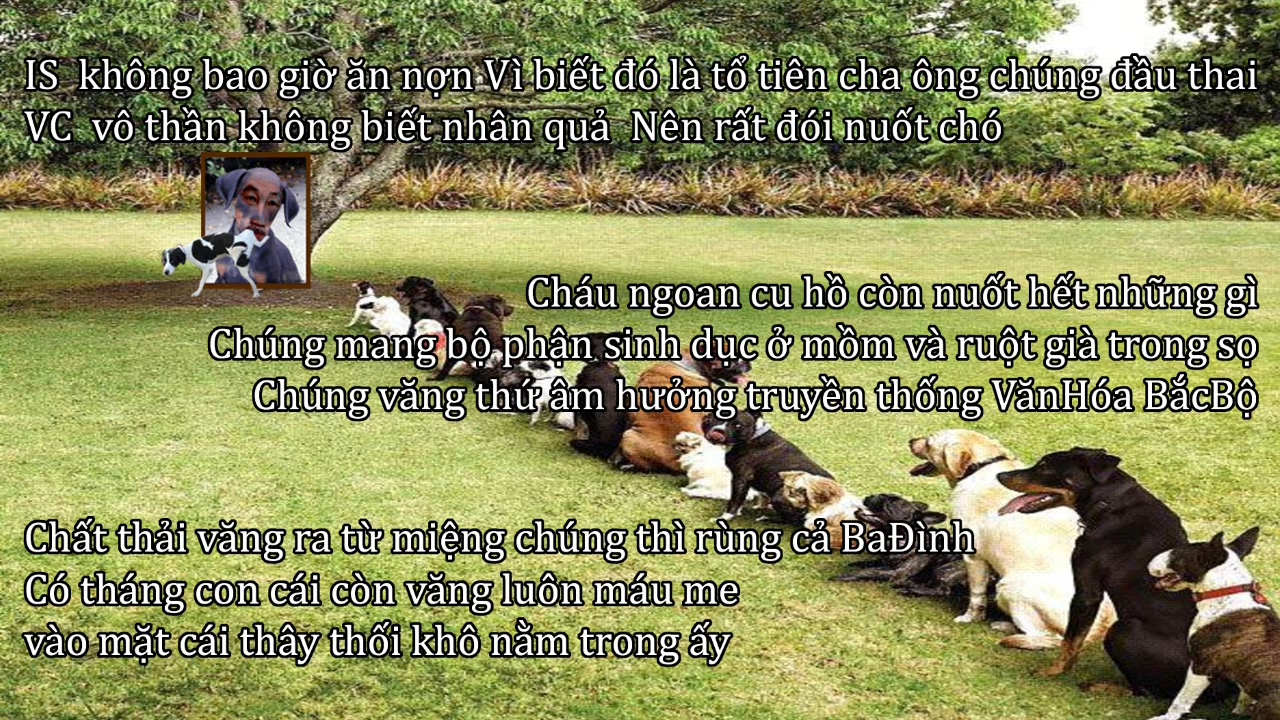 IS không bao giờ ăn nợn Vì biết đó là tổ tiên cha ông chúng đầu thai
VC vô thần không biết nhân quả Nên rất đói nuốt chó
Cháu ngoan cu hồ còn nuốt hết những gì
Chúng mang bộ phận sinh dục ở mồm và ruột già trong sọ
Chúng văng thứ âm hưởng truyền thống VănHóa BắcBộ
Chất thải văng ra từ miệng chúng thì rùng cả BaĐình
Có tháng con cái còn văng luôn máu me
vào mặt cái thây thối khô nằm trong ấy